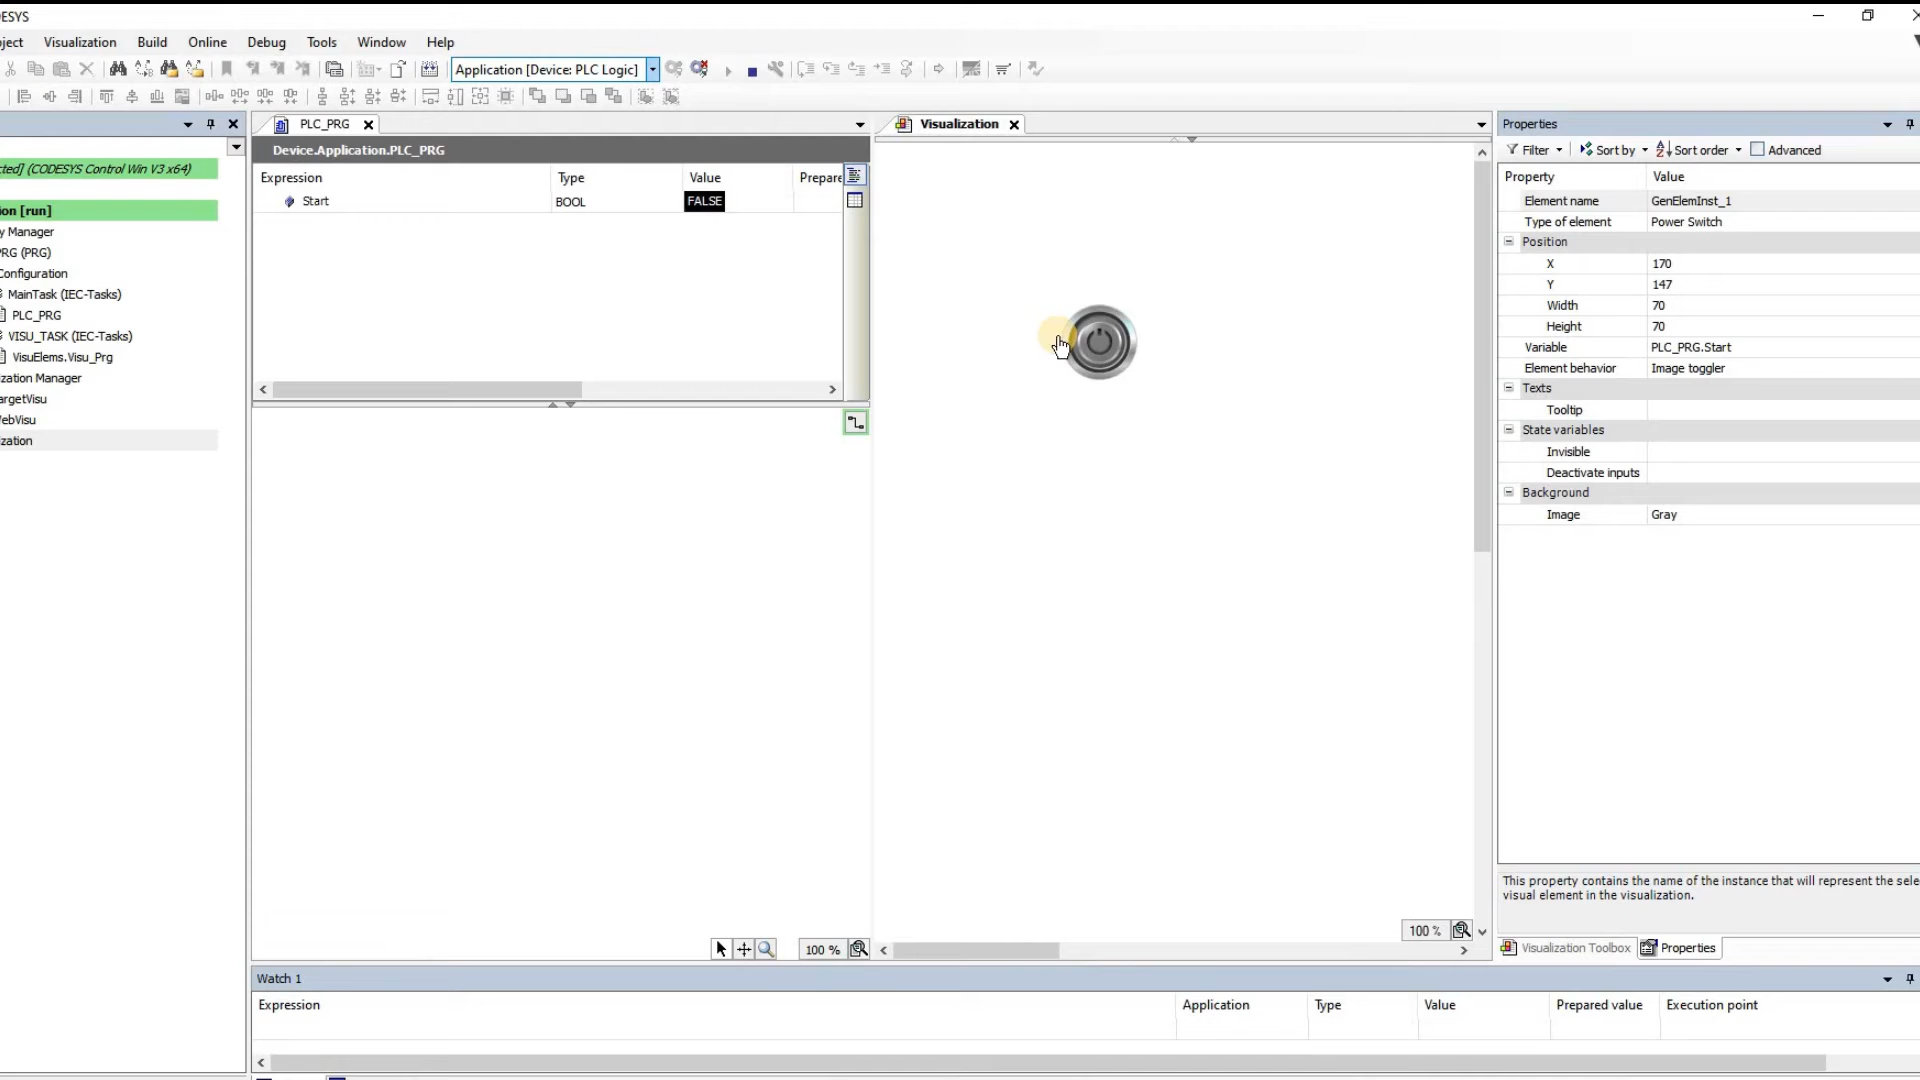 ESYS
ject Visualization Build Online Debug Tools Window Help
Application [Device: PLC Logic]
PLC_PRG
Visualization
Properties
Device.Application.PLC_PRG
Filter Sort by Sort order Advanced
cted] (CODESYS Control Win V3 x64)
Expression Type Value Prepare
Property Value
Start BOOL FALSE
Element name GenElemInst_1
on [run]
Type of element Power Switch
y Manager
Position
PRG (PRG)
X 170
Configuration
Y 147
MainTask (IEC-Tasks)
Width 70
PLC_PRG
Height 70
VISU_TASK (IEC-Tasks)
Variable PLC_PRG.Start
VisuElems.Visu_Prg
Element behavior Image toggler
ization Manager
Texts
argetVisu
Tooltip
ebVisu
State variables
ization
Invisible
Deactivate inputs
Background
Image Gray
This property contains the name of the instance that will represent the sele
visual element in the visualization.
100 %
100 %
Visualization Toolbox Properties
Watch 1
Expression Application Type Value Prepared value Execution point